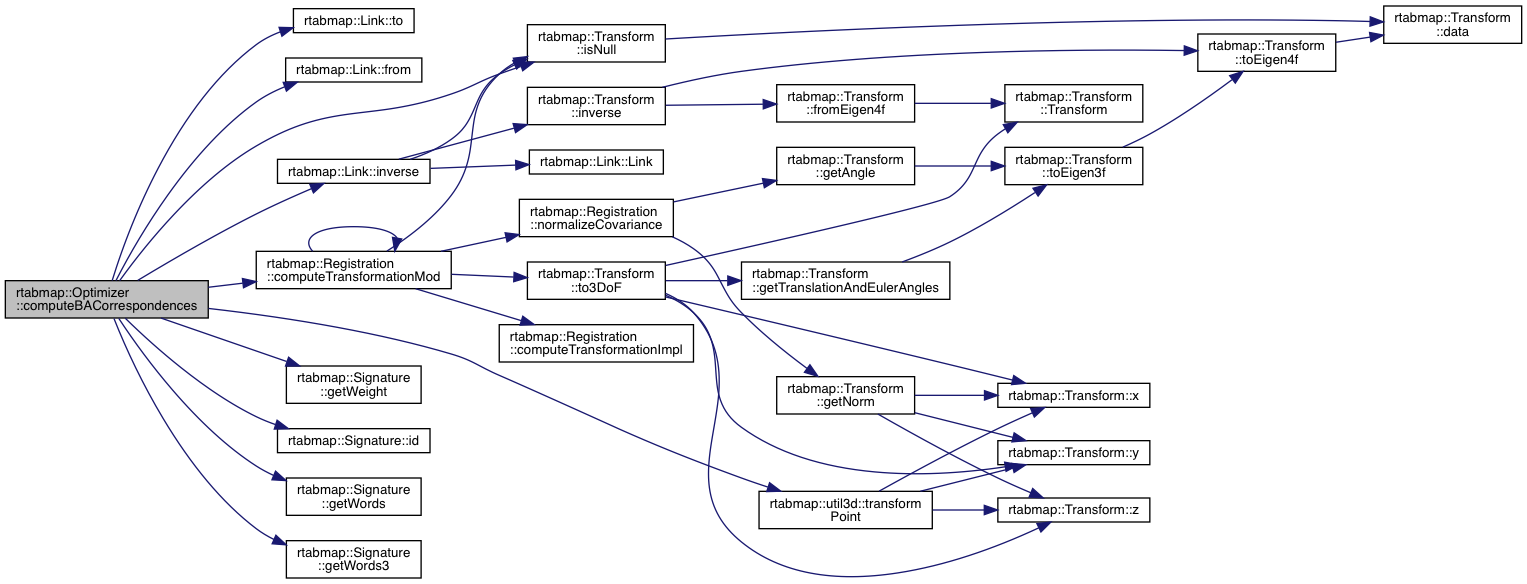 rtabmap::Optimizer
::computeBACorrespondences
rtabmap::Link::to
rtabmap::Link::from
rtabmap::Link::inverse
rtabmap::Registration
::computeTransformationMod
rtabmap::Signature
::getWeight
rtabmap::Signature::id
rtabmap::Signature
::getWords
rtabmap::Signature
::getWords3
rtabmap::Transform
::isNull
rtabmap::Transform
::inverse
rtabmap::Link::Link
rtabmap::Registration
::normalizeCovariance
rtabmap::Transform
::to3DoF
rtabmap::Registration
::computeTransformationImpl
rtabmap::Transform
::fromEigen4f
rtabmap::Transform
::getAngle
rtabmap::Transform
::getTranslationAndEulerAngles
rtabmap::Transform
::getNorm
rtabmap::util3d::transform
Point
rtabmap::Transform
::Transform
rtabmap::Transform
::toEigen3f
rtabmap::Transform::x
rtabmap::Transform::y
rtabmap::Transform::z
rtabmap::Transform
::toEigen4f
rtabmap::Transform
::data